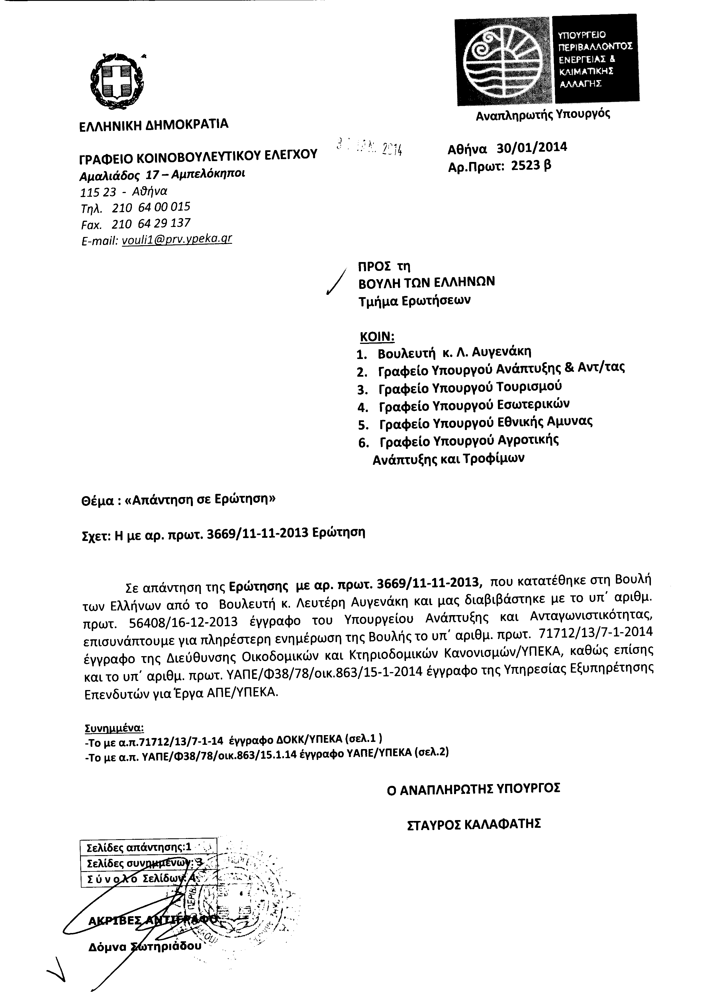 ΥΠΟΥΡΓΕΙΟ
ΠΕΡΙΒΑΛΛΟΝΤΟΣ
ΕΝΕΡΓΕΙΑΣ &
ΚΛΙΜΑΤΙΚΗΣ
ΑΛΛΑΓΗΣ
Αναπληρωτής Υπουργός
ΕΛΛΗΝΙΚΗ ΔΗΜΟΚΡΑΤΙΑ
ΓΡΑΦΕΙΟ ΚΟΙΝΟΒΟΥΛΕΥΤΙΚΟΥ ΕΛΕΓΧΟΥ
Αμαλιάδος 17 – Αμπελόκηποι
115 23 - Αθήνα
Τηλ. 210 64 00 015
Fax. 210 64 29 137
E-mail: vouli1@prv.ypeka.gr
2014
Αθήνα 30/01/2014
Αρ.Πρωτ: 2523 β
ΠΡΟΣ τη
ΒΟΥΛΗ ΤΩΝ ΕΛΛΗΝΩΝ
Τμήμα Ερωτήσεων
ΚΟΙΝ:
1. Βουλευτή κ. Λ. Αυγενάκη
2. Γραφείο Υπουργού Ανάπτυξης & Αντ/τας
3. Γραφείο Υπουργού Τουρισμού
4. Γραφείο Υπουργού Εσωτερικών
5. Γραφείο Υπουργού Εθνικής Αμυνας
6. Γραφείο Υπουργού Αγροτικής
Ανάπτυξης και Τροφίμων
Θέμα : «Απάντηση σε Ερώτηση»
Σχετ: Η με αρ. πρωτ. 3669/11-11-2013 Ερώτηση
Σε απάντηση της Ερώτησης με αρ. πρωτ. 3669/11-11-2013, που κατατέθηκε στη Βουλή
των Ελλήνων από το Βουλευτή κ. Λευτέρη Αυγενάκη και μας διαβιβάστηκε με το υπ΄ αριθμ.
πρωτ. 56408/16-12-2013 έγγραφο του Υπουργείου Ανάπτυξης και Ανταγωνιστικότητας,
επισυνάπτουμε για πληρέστερη ενημέρωση της Βουλής το υπ΄ αριθμ. πρωτ. 71712/13/7-1-2014
έγγραφο της Διεύθυνσης Οικοδομικών και Κτηριοδομικών Κανονισμών/ΥΠΕΚΑ, καθώς επίσης
και το υπ΄ αριθμ. πρωτ. ΥΑΠΕ/Φ38/78/οικ.863/15-1-2014 έγγραφο της Υπηρεσίας Εξυπηρέτησης
Επενδυτών για Έργα ΑΠΕ/ΥΠΕΚΑ.
Συνημμένα:
-Το με α.π.71712/13/7-1-14 έγγραφο ΔΟΚΚ/ΥΠΕΚΑ (σελ.1 )
-Το με α.π. ΥΑΠΕ/Φ38/78/οικ.863/15.1.14 έγγραφο ΥΑΠΕ/ΥΠΕΚΑ (σελ.2)
Ο ΑΝΑΠΛΗΡΩΤΗΣ ΥΠΟΥΡΓΟΣ
ΣΤΑΥΡΟΣ ΚΑΛΑΦΑΤΗΣ
Σελίδες απάντησης:1
Σελίδες συνημμένων: 3
Σ ύ ν ο λ ο Σελίδων: 4
ΑΚΡΙΒΕΣ ΑΝΤΙΓΡΑΦΟ
Δόμνα Σωτηριάδου